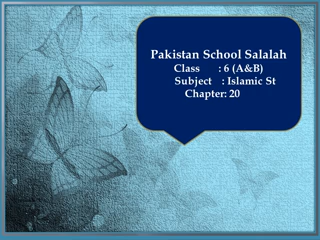 Pakistan School Salalah
Class : 6 (A&B)
Subject : Islamic St
Chapter: 20